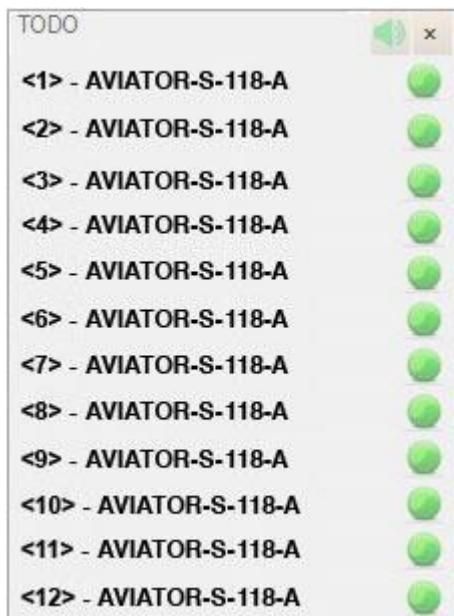 TODO
×
<1> - AVIATOR-S-118-A
<2> - AVIATOR-S-118-A
<3> - AVIATOR-S-118-A
<4> - AVIATOR-S-118-A
<5> - AVIATOR-S-118-A
<6> - AVIATOR-S-118-A
<7> - AVIATOR-S-118-A
<8> - AVIATOR-S-118-A
<9> - AVIATOR-S-118-A
<10> - AVIATOR-S-118-A
<11> - AVIATOR-S-118-A
<12> - AVIATOR-S-118-A